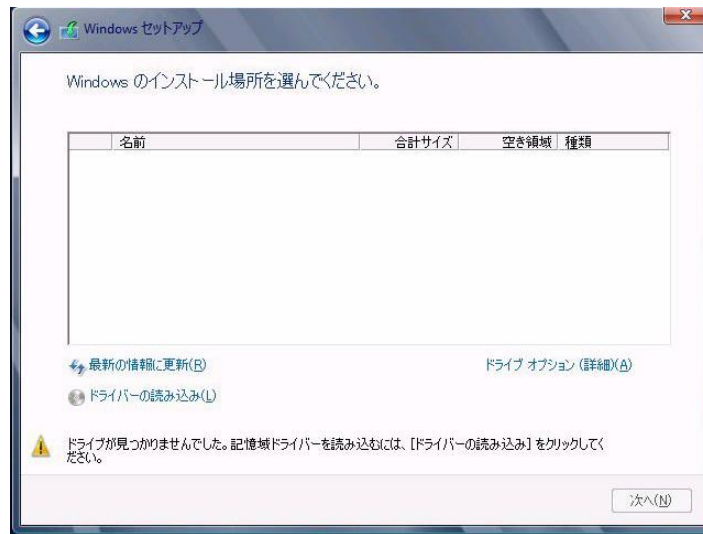 Windows セットアップ
Windows のインストール場所を選んでください。
名前 合計サイズ 空き領域 種類
最新の情報に更新(R) ドライブ オプション (詳細)(A)
ドライバーの読み込み(L)
ドライブが見つかりませんでした。記憶域ドライバーを読み込むには、[ドライバーの読み込み] をクリックしてく
ださい。
次へ(N)